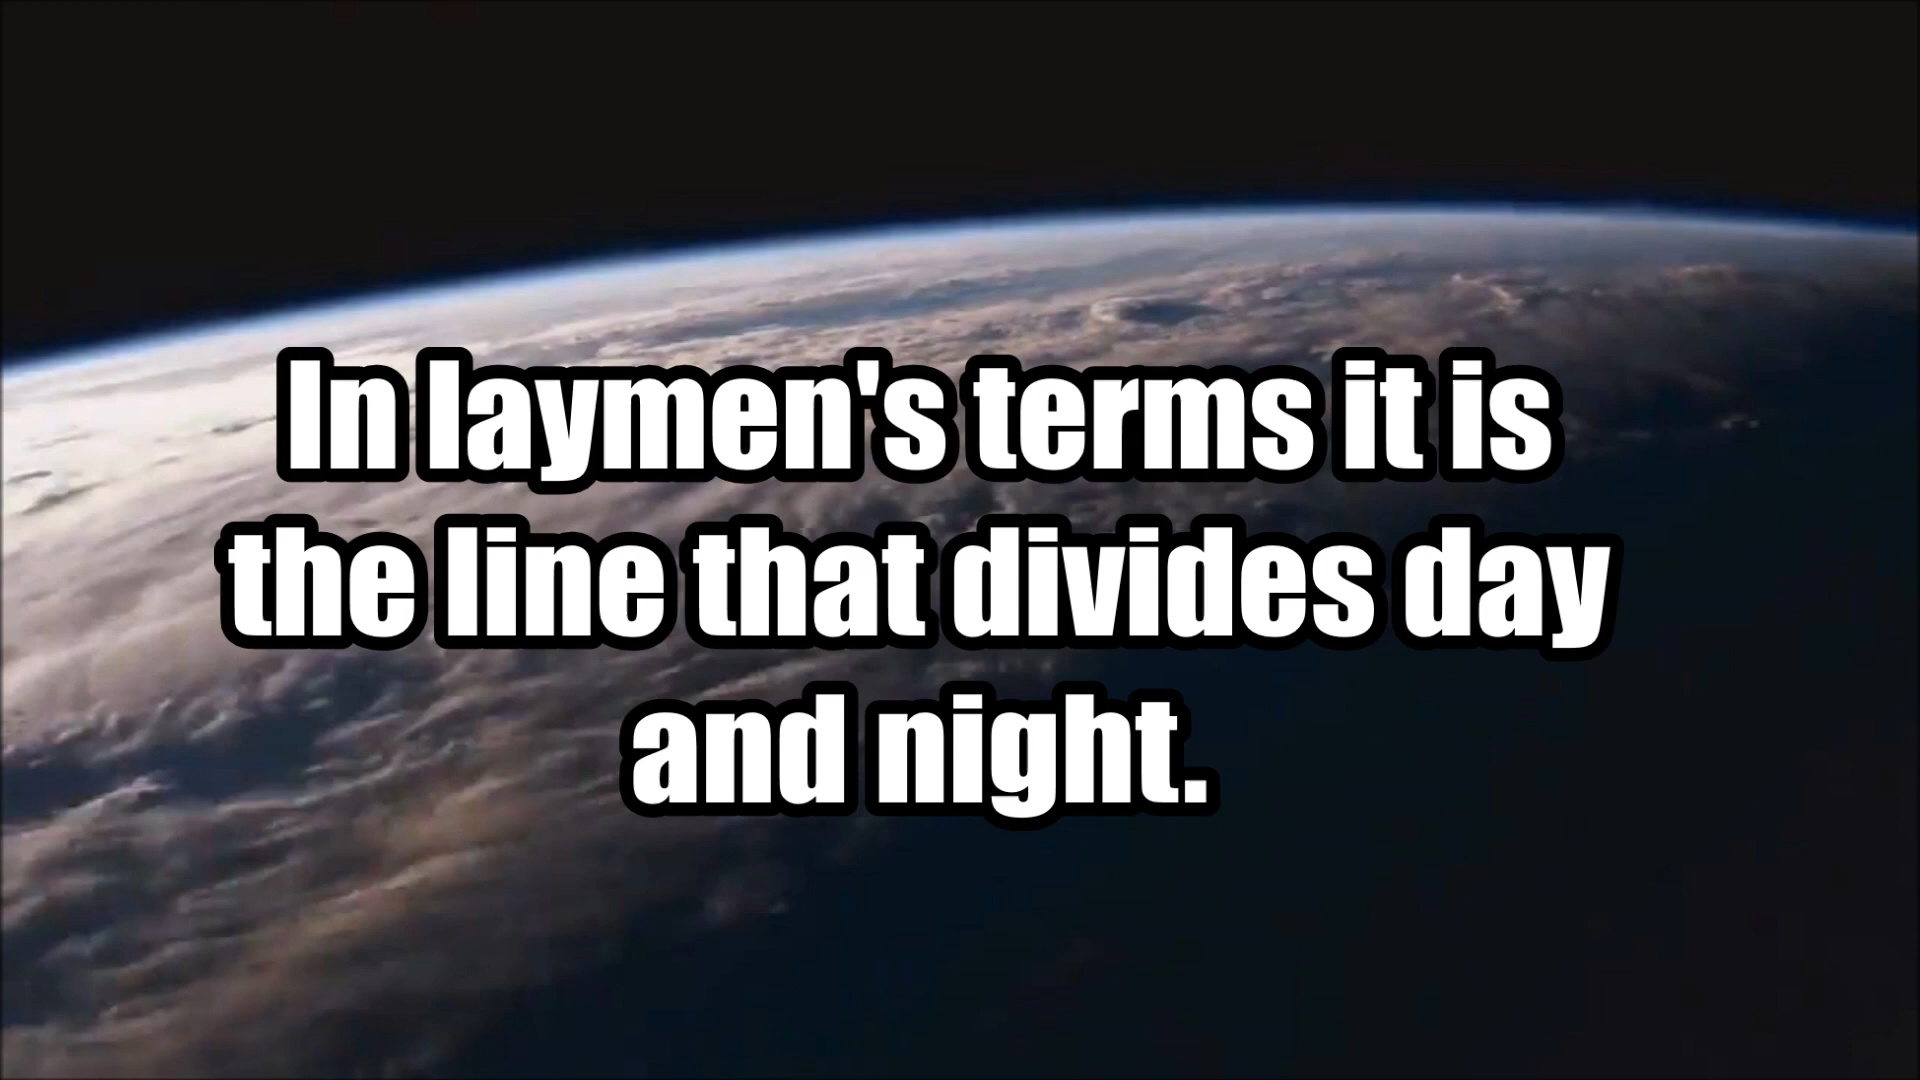 In laymen's terms it is
the line that divides day
and night.